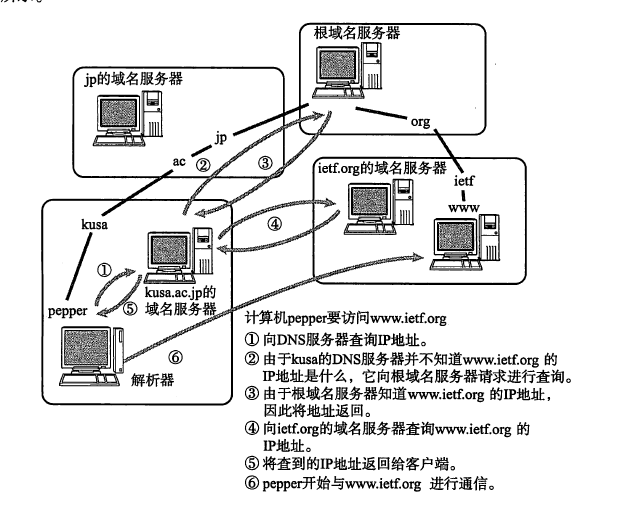 根域名服务器
jp的域名服务器
jp
org
ac
②
③
ietf.org的域名服务器
ietf
www
kusa
④
①
kusa.ac.jp的
域名服务器
⑤
pepper
⑥
解析器
计算机pepper要访问www.ietf.org
① 向DNS服务器查询IP地址。
② 由于kusa的DNS服务器并不知道www.ietf.org 的
IP地址是什么，它向根域名服务器请求进行查询。
③ 由于根域名服务器知道www.ietf.org 的IP地址，
因此将地址返回。
④ 向ietf.org的域名服务器查询www.ietf.org 的
IP地址。
⑤ 将查到的IP地址返回给客户端。
⑥ pepper开始与www.ietf.org 进行通信。